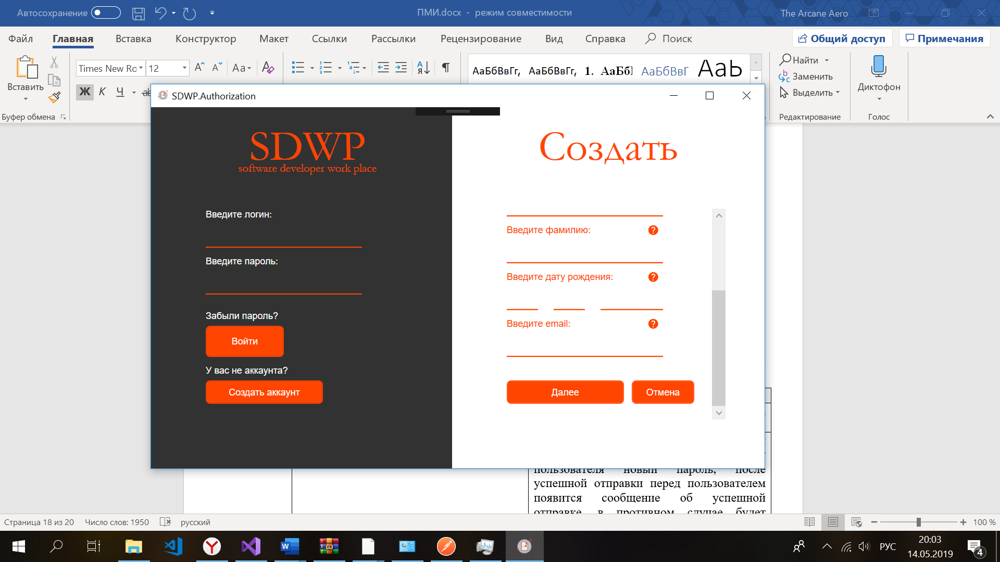 Автосохранение
ПМИ.docx - режим совместимости
The Arcane Aero
Файл Главная Вставка Конструктор Макет Ссылки Рассылки Рецензирование Вид Справка Поиск
Общий доступ Примечания
Вставить
Буфер обмена
Times New Ro 12
Aa
Ж К Ч
АаБбВвГг, АаБбВвГг, 1. АаБбІ АаБбВвГ АаЬ
Найти
Заменить
Выделить
Редактирование
Диктофон
Голос
SDWP.Authorization
SDWP
software developer work place
Введите логин:
Введите пароль:
Забыли пароль?
Войти
У вас не аккаунта?
Создать аккаунт
Создать
Введите фамилию: ?
Введите дату рождения: ?
Введите email: ?
Далее Отмена
пользователя новый пароль, после
успешной отправки перед пользователем
появится сообщение об успешной
отправке, в противном случае будет
Страница 18 из 20 Число слов: 1950 русский
100 %
РУС
20:03
14.05.2019
4